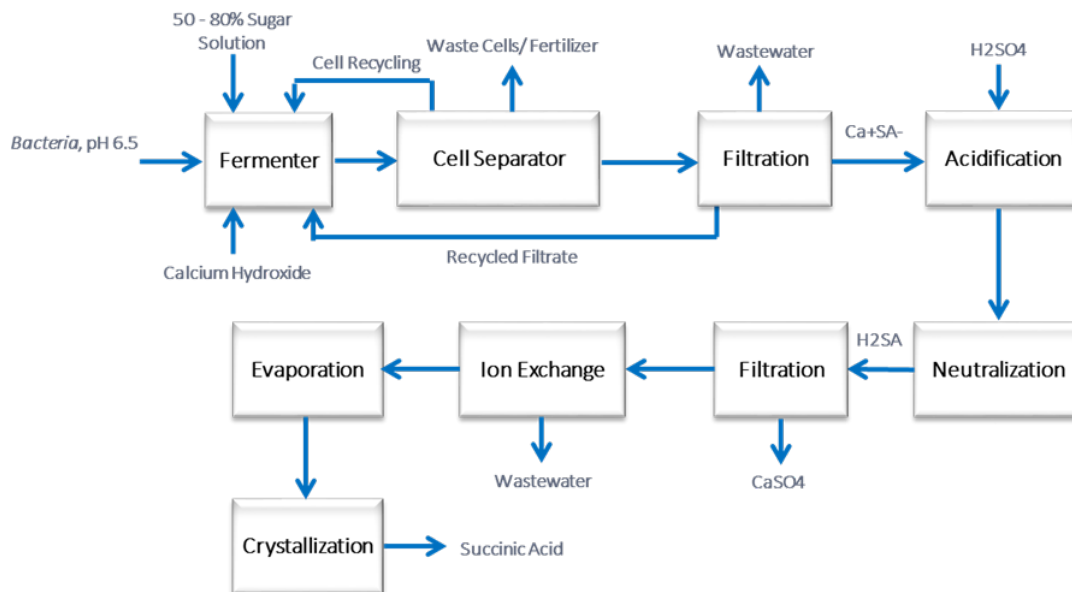 50 - 80% Sugar
Solution
Cell Recycling
Waste Cells/ Fertilizer
Wastewater
H2SO4
Bacteria, pH 6.5
Fermenter
Cell Separator
Filtration
Ca+SA-
Acidification
Calcium Hydroxide
Recycled Filtrate
Evaporation
Ion Exchange
Filtration
H2SA
Neutralization
Wastewater
CaSO4
Crystallization
Succinic Acid